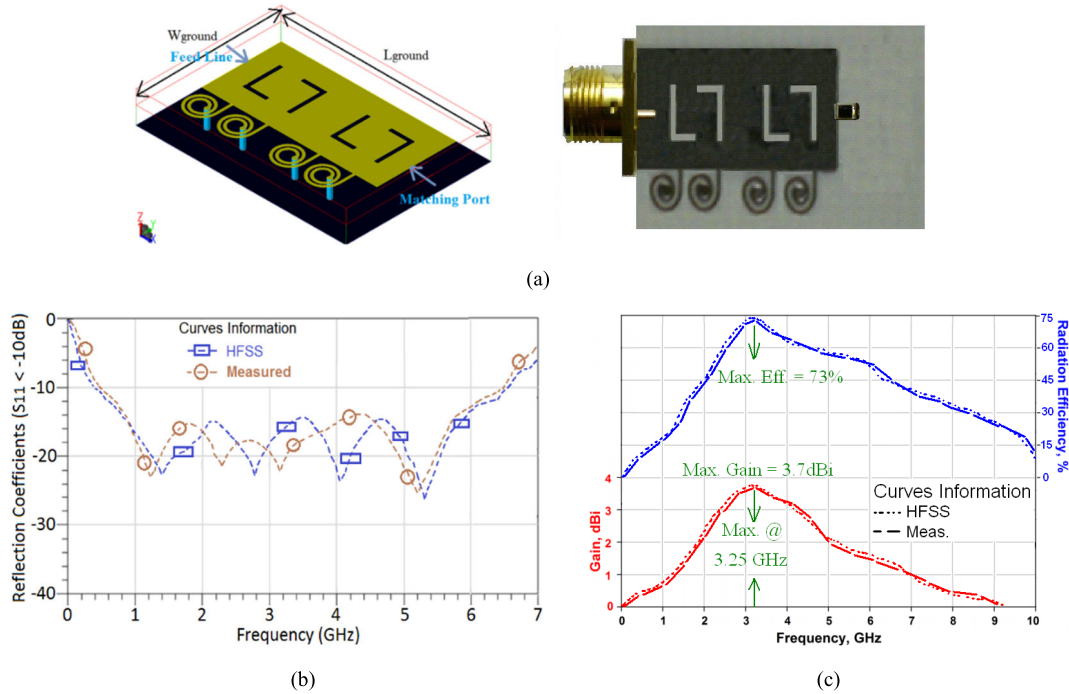 Wground
Feed Line
Lground
Matching Port
Z
Y
X
(a)
Reflection Coefficients (S11 < -10dB)
0
-10
-20
-30
-40
Curves Information
HFSS
Measured
0 1 2 3 4 5 6 7
Frequency (GHz)
(b)
75
-60
-45
-30
-15
-0
Radiation Efficiency, %
Max. Eff. = 73%
Max. Gain = 3.7dBi
4
3
2
1
0
Gain, dBi
Curves Information
HFSS
Meas.
Max. @
3.25 GHz
0 1 2 3 4 5 6 7 8 9 10
Frequency, GHz
(c)